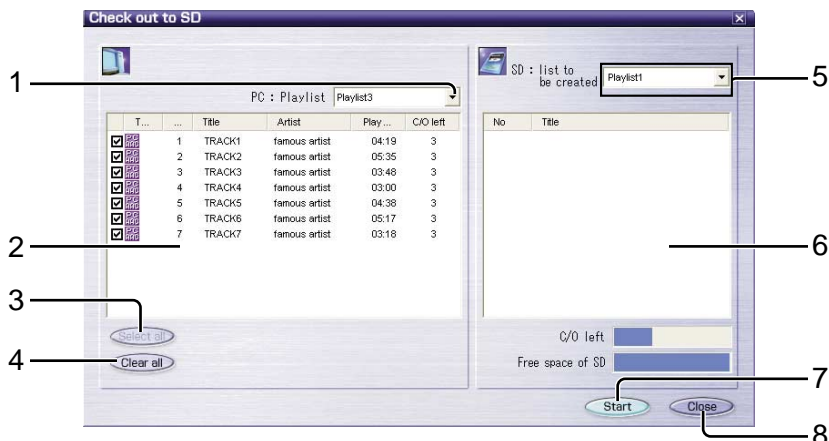 Check out to SD
PC : Playlist Playlist3
SD : list to be created Playlist1
T... ... Title Artist Play ... C/O left
1 TRACK1 famous artist 04:19 3
2 TRACK2 famous artist 05:35 3
3 TRACK3 famous artist 03:48 3
4 TRACK4 famous artist 03:00 3
5 TRACK5 famous artist 04:38 3
6 TRACK6 famous artist 05:17 3
7 TRACK7 famous artist 03:18 3
No Title
Select all
Clear all
C/O left
Free space of SD
Start
Close
1
2
3
4
5
6
7
8